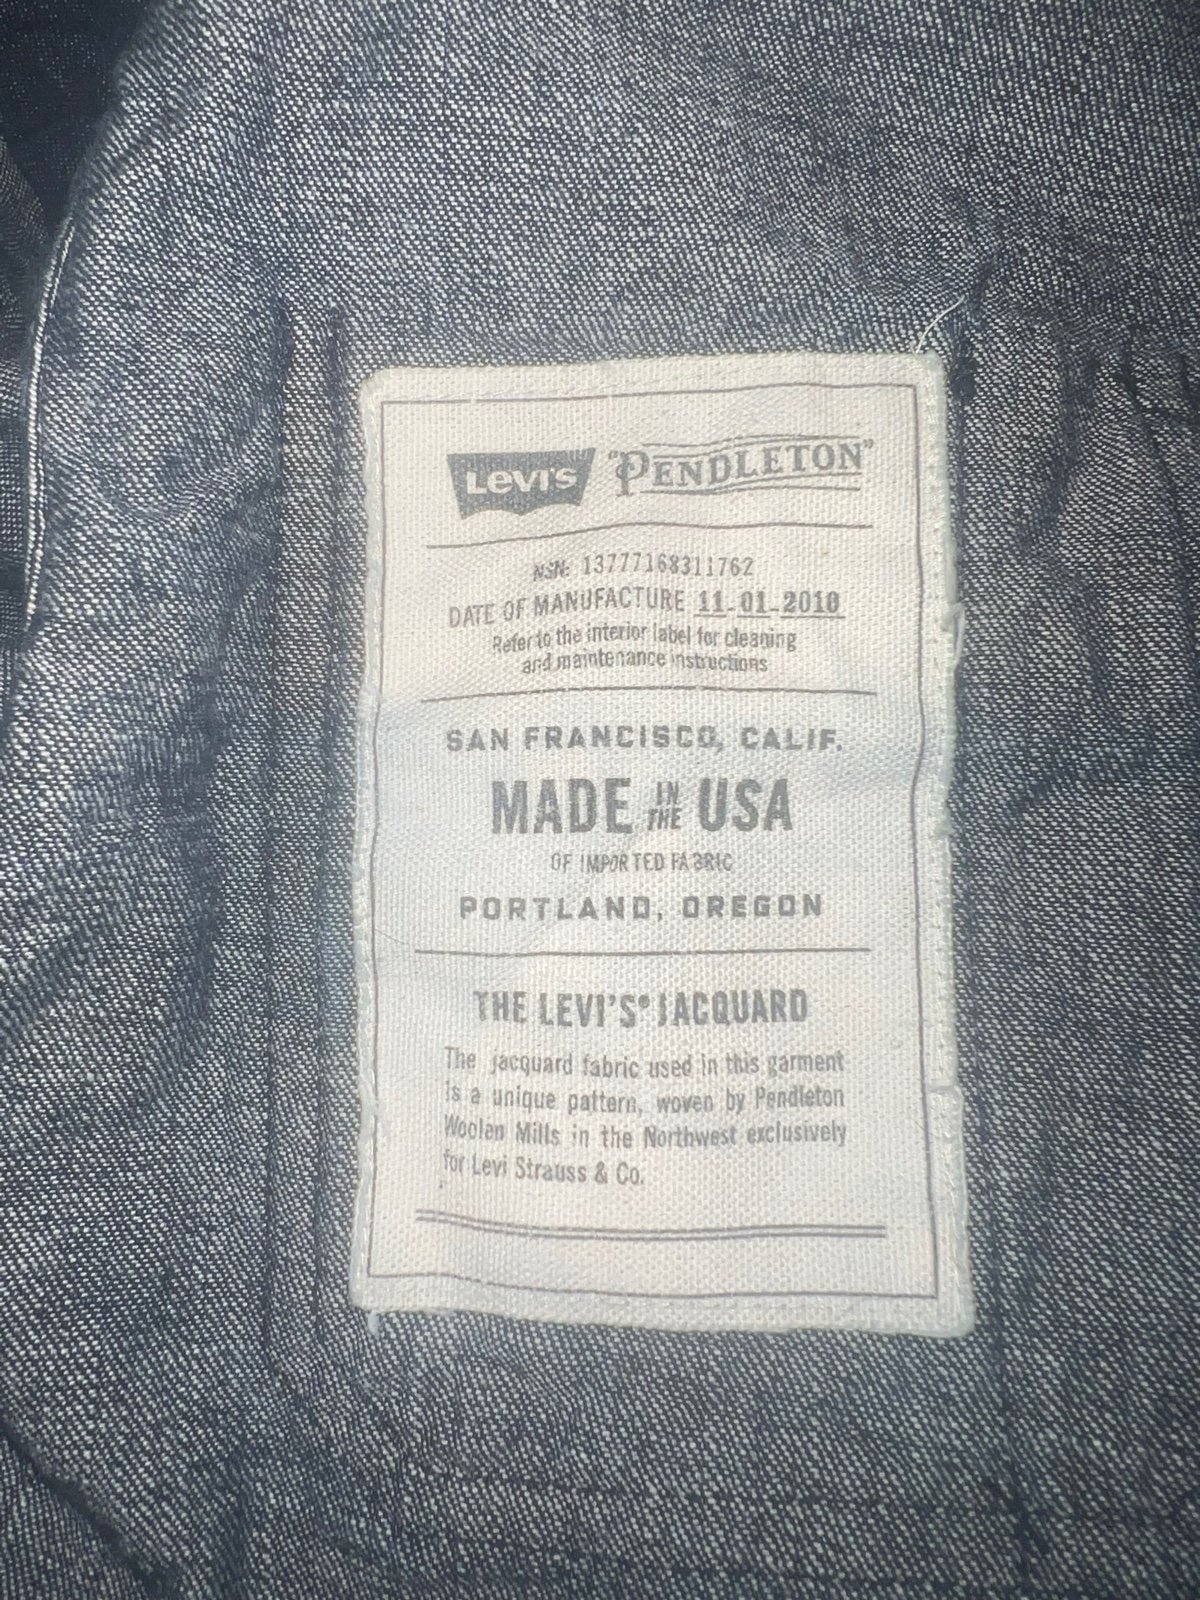 LEVI'S "PENDLETON"
NSN: 13777168311762
DATE OF MANUFACTURE 11-01-2010
Refer to the interior label for cleaning
and maintenance instructions
SAN FRANCISCO, CALIF.
MADE IN THE USA
OF IMPORTED FABRIC
PORTLAND, OREGON
THE LEVI'S® JACQUARD
The jacquard fabric used in this garment
is a unique pattern, woven by Pendleton
Woolen Mills in the Northwest exclusively
for Levi Strauss & Co.